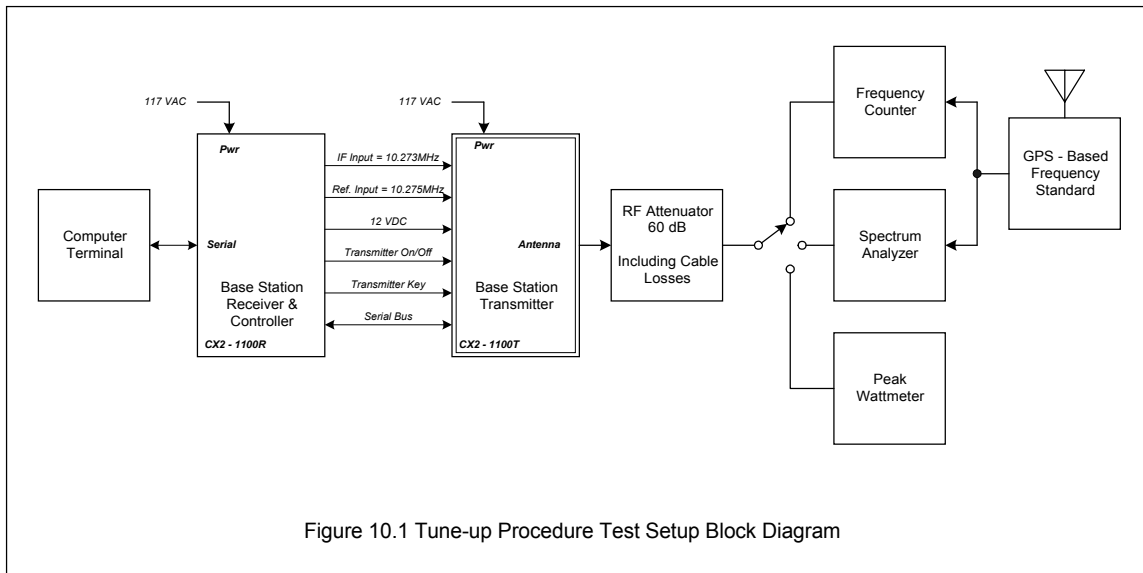 117 VAC
117 VAC
Pwr
Pwr
Computer
Terminal
Serial
Base Station
Receiver &
Controller
CX2 - 1100R
IF Input = 10.273MHz
Ref. Input = 10.275MHz
12 VDC
Transmitter On/Off
Transmitter Key
Serial Bus
Antenna
Base Station
Transmitter
CX2 - 1100T
RF Attenuator
60 dB
Including Cable
Losses
Frequency
Counter
Spectrum
Analyzer
Peak
Wattmeter
GPS - Based
Frequency
Standard
Figure 10.1 Tune-up Procedure Test Setup Block Diagram